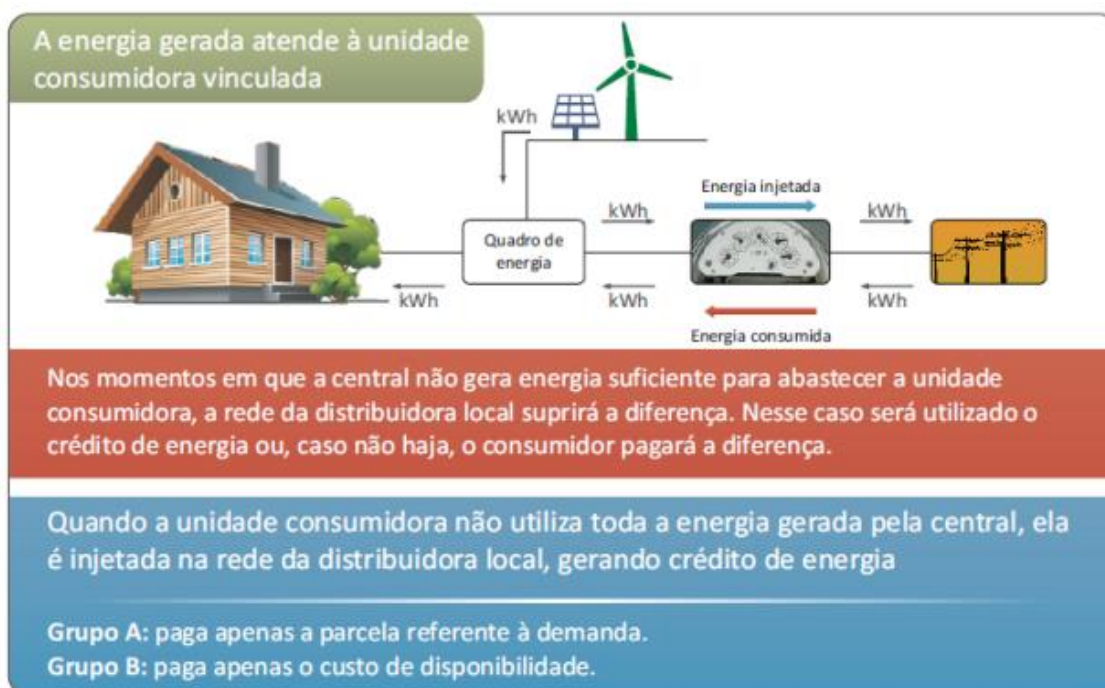 A energia gerada atende à unidade
consumidora vinculada
kWh
Energia injetada
kWh
kWh
Quadro de
energia
kWh
kWh
kWh
Energia consumida
Nos momentos em que a central não gera energia suficiente para abastecer a unidade
consumidora, a rede da distribuidora local suprirá a diferença. Nesse caso será utilizado o
crédito de energia ou, caso não haja, o consumidor pagará a diferença.
Quando a unidade consumidora não utiliza toda a energia gerada pela central, ela
é injetada na rede da distribuidora local, gerando crédito de energia
Grupo A: paga apenas a parcela referente à demanda.
Grupo B: paga apenas o custo de disponibilidade.